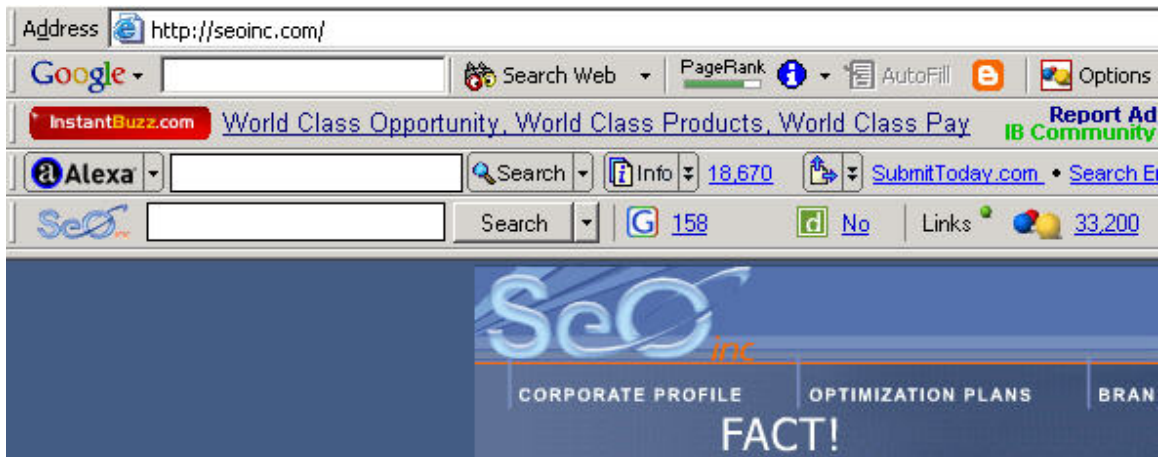 Address http://seoinc.com/
Google Search Web PageRank AutoFill Options
InstantBuzz.com World Class Opportunity, World Class Products, World Class Pay Report Ad
IB Community
a Alexa Search Info 18,670 SubmitToday.com • Search E
SeO inc Search G 158 d No Links 33,200
SeO inc
CORPORATE PROFILE OPTIMIZATION PLANS BRAN
FACT!